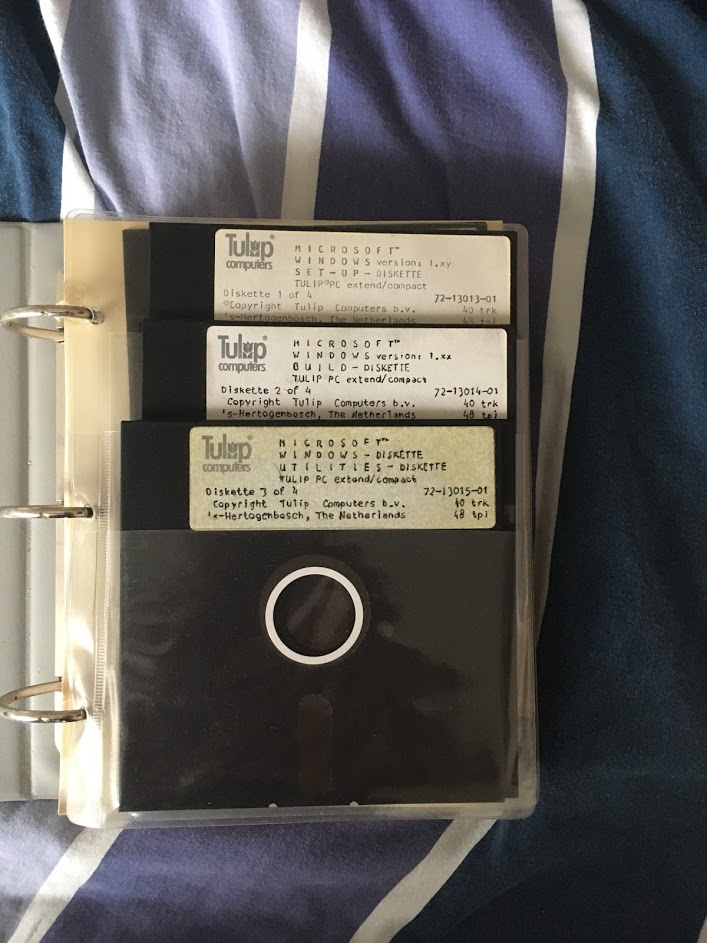 Tulip®
computers
MICROSOFT™
WINDOWS version: 1.xy
SET-UP-DISKETTE
TULIP®PC extend/compact
Diskette 1 of 4 72-13013-01
©Copyright Tulip Computers b.v. 40 trk
's-Hertogenbosch, The Netherlands 48 tpi
Tulip®
computers
MICROSOFT™
WINDOWS version: 1.xx
BUILD-DISKETTE
TULIP PC extend/compact
Diskette 2 of 4 72-13014-01
Copyright Tulip Computers b.v. 40 trk
's-Hertogenbosch, The Netherlands 48 tpi
Tulip®
computers
MICROSOFT™
WINDOWS-DISKETTE
UTILITIES-DISKETTE
TULIP PC extend/compact
Diskette 3 of 4 72-13015-01
Copyright Tulip Computers b.v. 40 trk
's-Hertogenbosch, The Netherlands 48 tpi